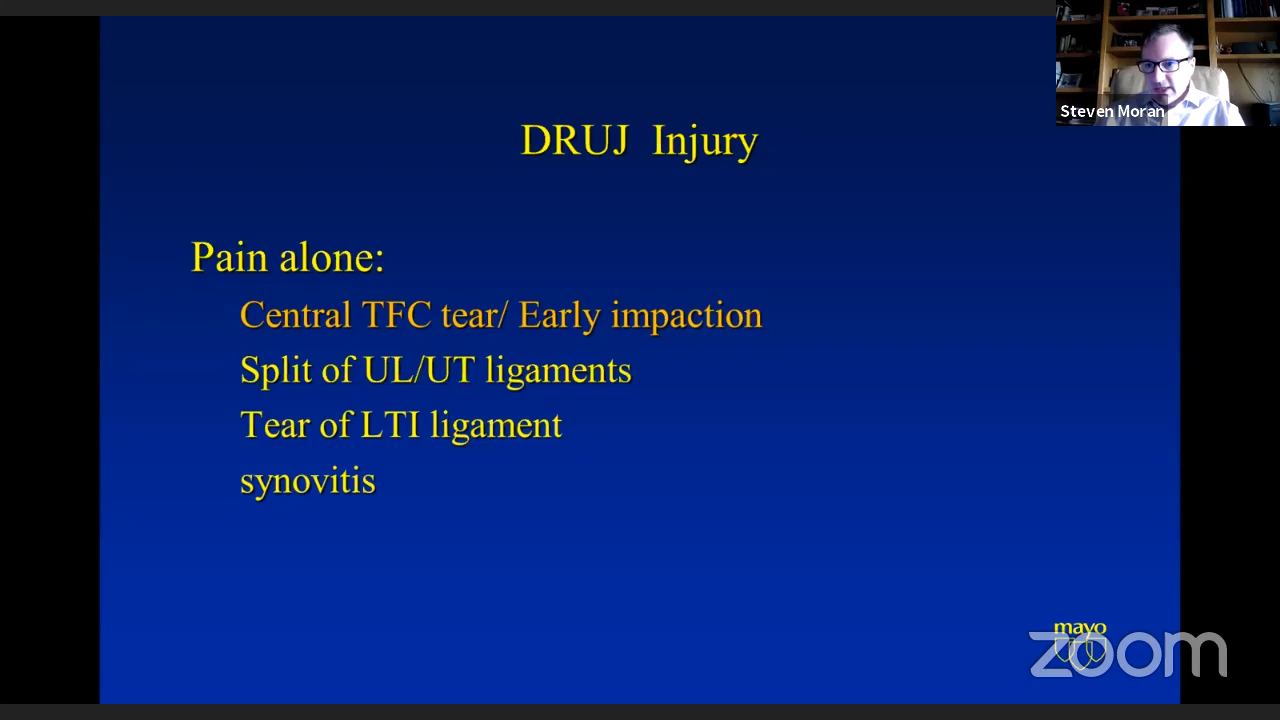 Steven Moran
DRUJ Injury
Pain alone:
Central TFC tear/ Early impaction
Split of UL/UT ligaments
Tear of LTI ligament
synovitis
mayo
zoom